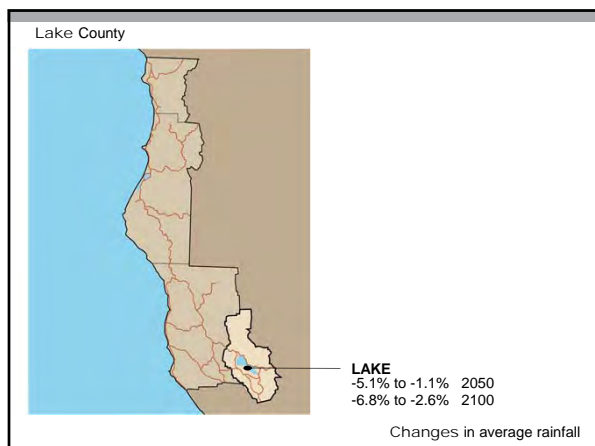 Lake County
LAKE
-5.1% to -1.1% 2050
-6.8% to -2.6% 2100
Changes in average rainfall